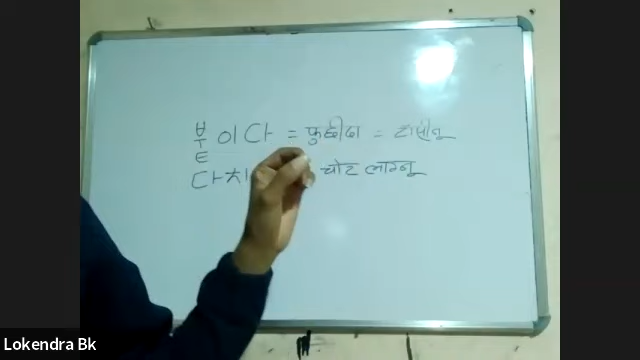 붙이다 = फुछीदा = टाँसीनू
다치 चोट लाग्नू
Lokendra Bk